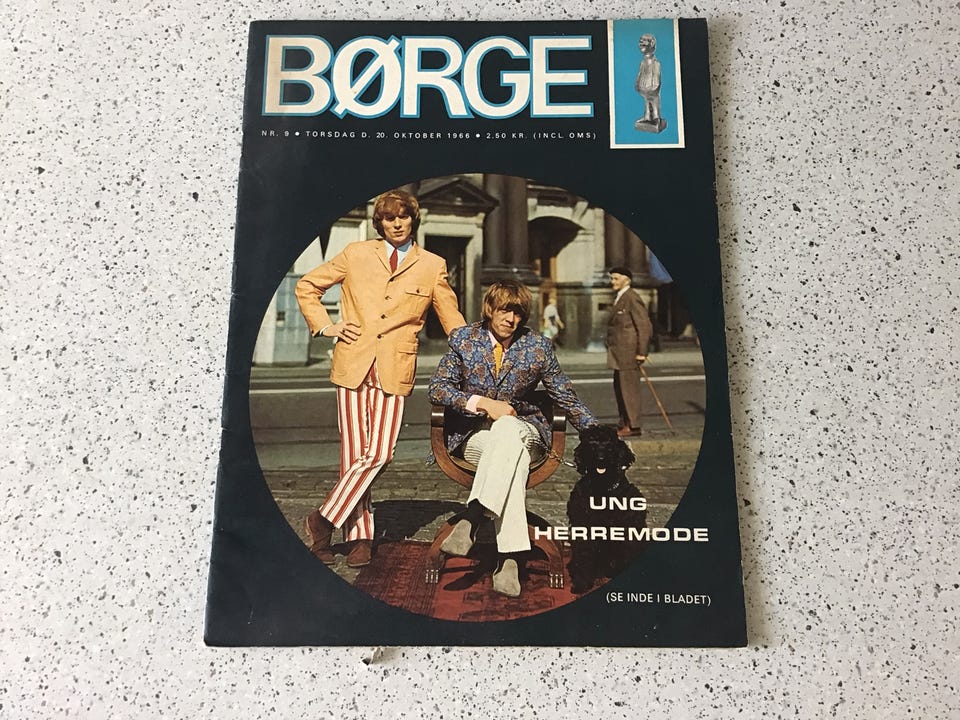 BØRGE
NR. 9 • TORSDAG D. 20. OKTOBER 1966 • 2,50 KR. (INCL. OMS)
UNG
HERREMODE
(SE INDE I BLADET)